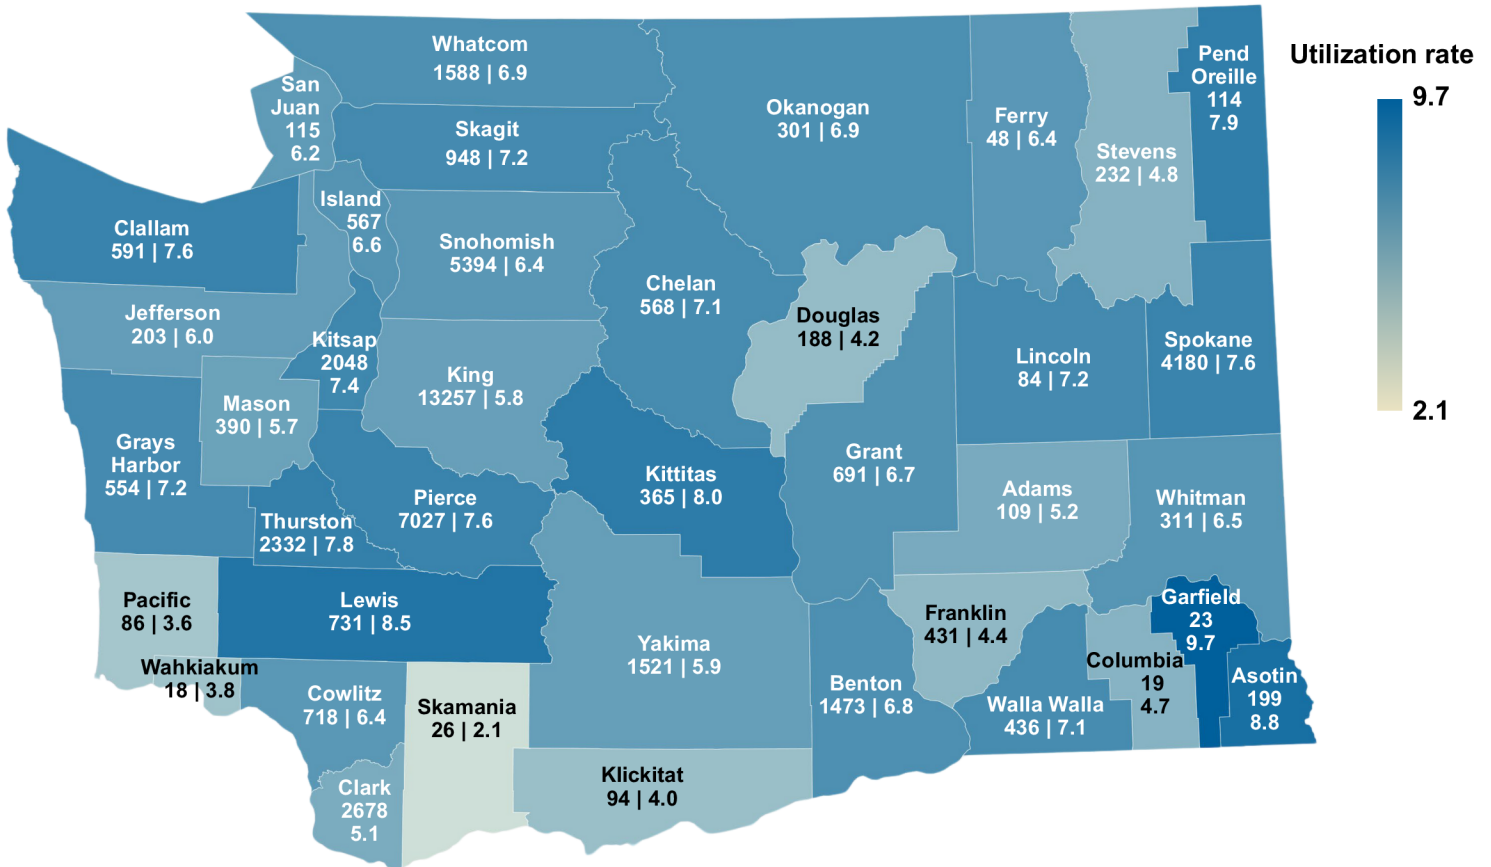 Utilization rate
9.7
2.1
Whatcom
1588 | 6.9
San
Juan
115
6.2
Skagit
948 | 7.2
Okanogan
301 | 6.9
Ferry
48 | 6.4
Stevens
232 | 4.8
Pend
Oreille
114
7.9
Clallam
591 | 7.6
Island
567
6.6
Snohomish
5394 | 6.4
Chelan
568 | 7.1
Jefferson
203 | 6.0
Kitsap
2048
7.4
King
13257 | 5.8
Douglas
188 | 4.2
Lincoln
84 | 7.2
Spokane
4180 | 7.6
Mason
390 | 5.7
Grays
Harbor
554 | 7.2
Thurston
2332 | 7.8
Pierce
7027 | 7.6
Kittitas
365 | 8.0
Grant
691 | 6.7
Adams
109 | 5.2
Whitman
311 | 6.5
Pacific
86 | 3.6
Lewis
731 | 8.5
Yakima
1521 | 5.9
Franklin
431 | 4.4
Garfield
23
9.7
Wahkiakum
18 | 3.8
Cowlitz
718 | 6.4
Skamania
26 | 2.1
Benton
1473 | 6.8
Walla Walla
436 | 7.1
Columbia
19
4.7
Asotin
199
8.8
Clark
2678
5.1
Klickitat
94 | 4.0